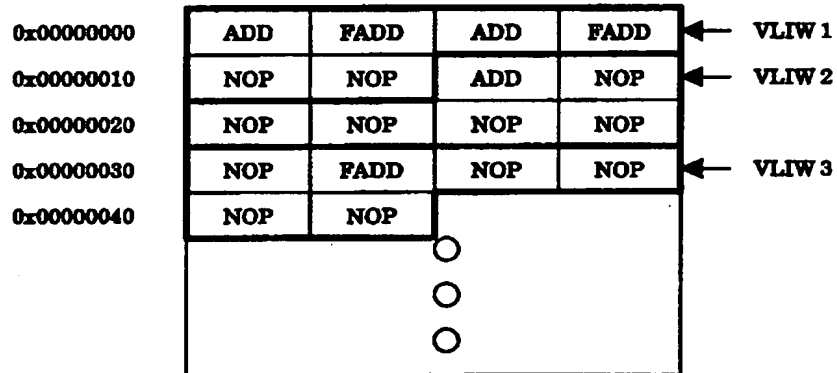 0x00000000 ADD FADD ADD FADD VLIW 1
0x00000010 NOP NOP ADD NOP VLIW 2
0x00000020 NOP NOP NOP NOP
0x00000030 NOP FADD NOP NOP VLIW 3
0x00000040 NOP NOP